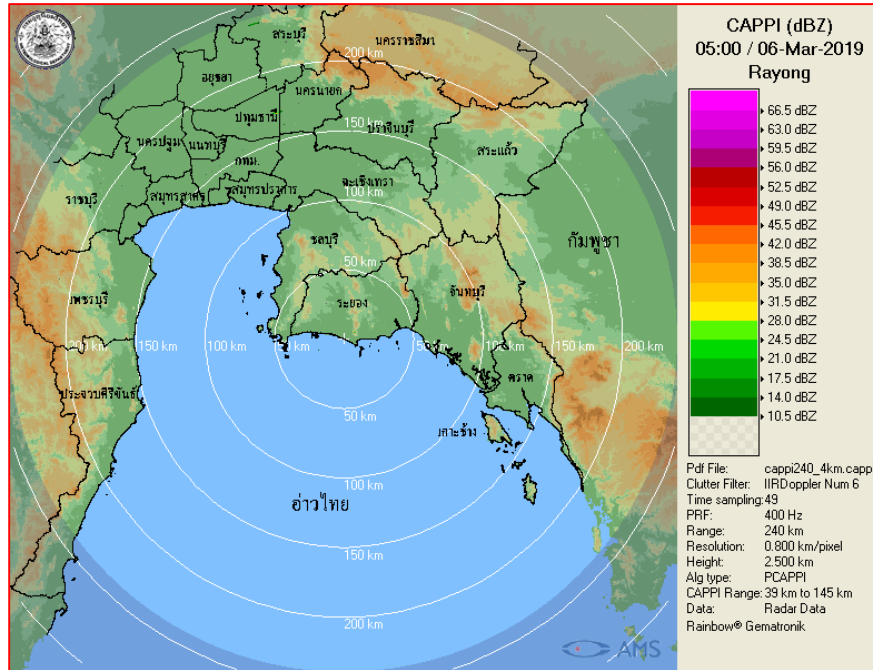 สระบุรี
นครราชสีมา
200 km
อยุธยา
นครนายก
ปทุมธานี
150 km
ปราจีนบุรี
นครปฐม
นนทบุรี
สระแก้ว
กทม.
ฉะเชิงเทรา
สมุทรปราการ
สมุทรสาคร
ราชบุรี
100 km
ชลบุรี
กัมพูชา
50 km
เพชรบุรี
ระยอง
จันทบุรี
200 km
150 km
100 km
50 km
100 km
150 km
200 km
ตราด
ประจวบคีรีขันธ์
50 km
เกาะช้าง
100 km
อ่าวไทย
150 km
200 km
AMS
CAPPI (dBZ)
05:00 / 06-Mar-2019
Rayong
66.5 dBZ
63.0 dBZ
59.5 dBZ
56.0 dBZ
52.5 dBZ
49.0 dBZ
45.5 dBZ
42.0 dBZ
38.5 dBZ
35.0 dBZ
31.5 dBZ
28.0 dBZ
24.5 dBZ
21.0 dBZ
17.5 dBZ
14.0 dBZ
10.5 dBZ
Pdf File: cappi240_4km.capp
Clutter Filter: IIRDoppler Num 6
Time sampling:49
PRF: 400 Hz
Range: 240 km
Resolution: 0.800 km/pixel
Height: 2.500 km
Alg type: PCAPPI
CAPPI Range: 39 km to 145 km
Data: Radar Data
Rainbow® Gematronik